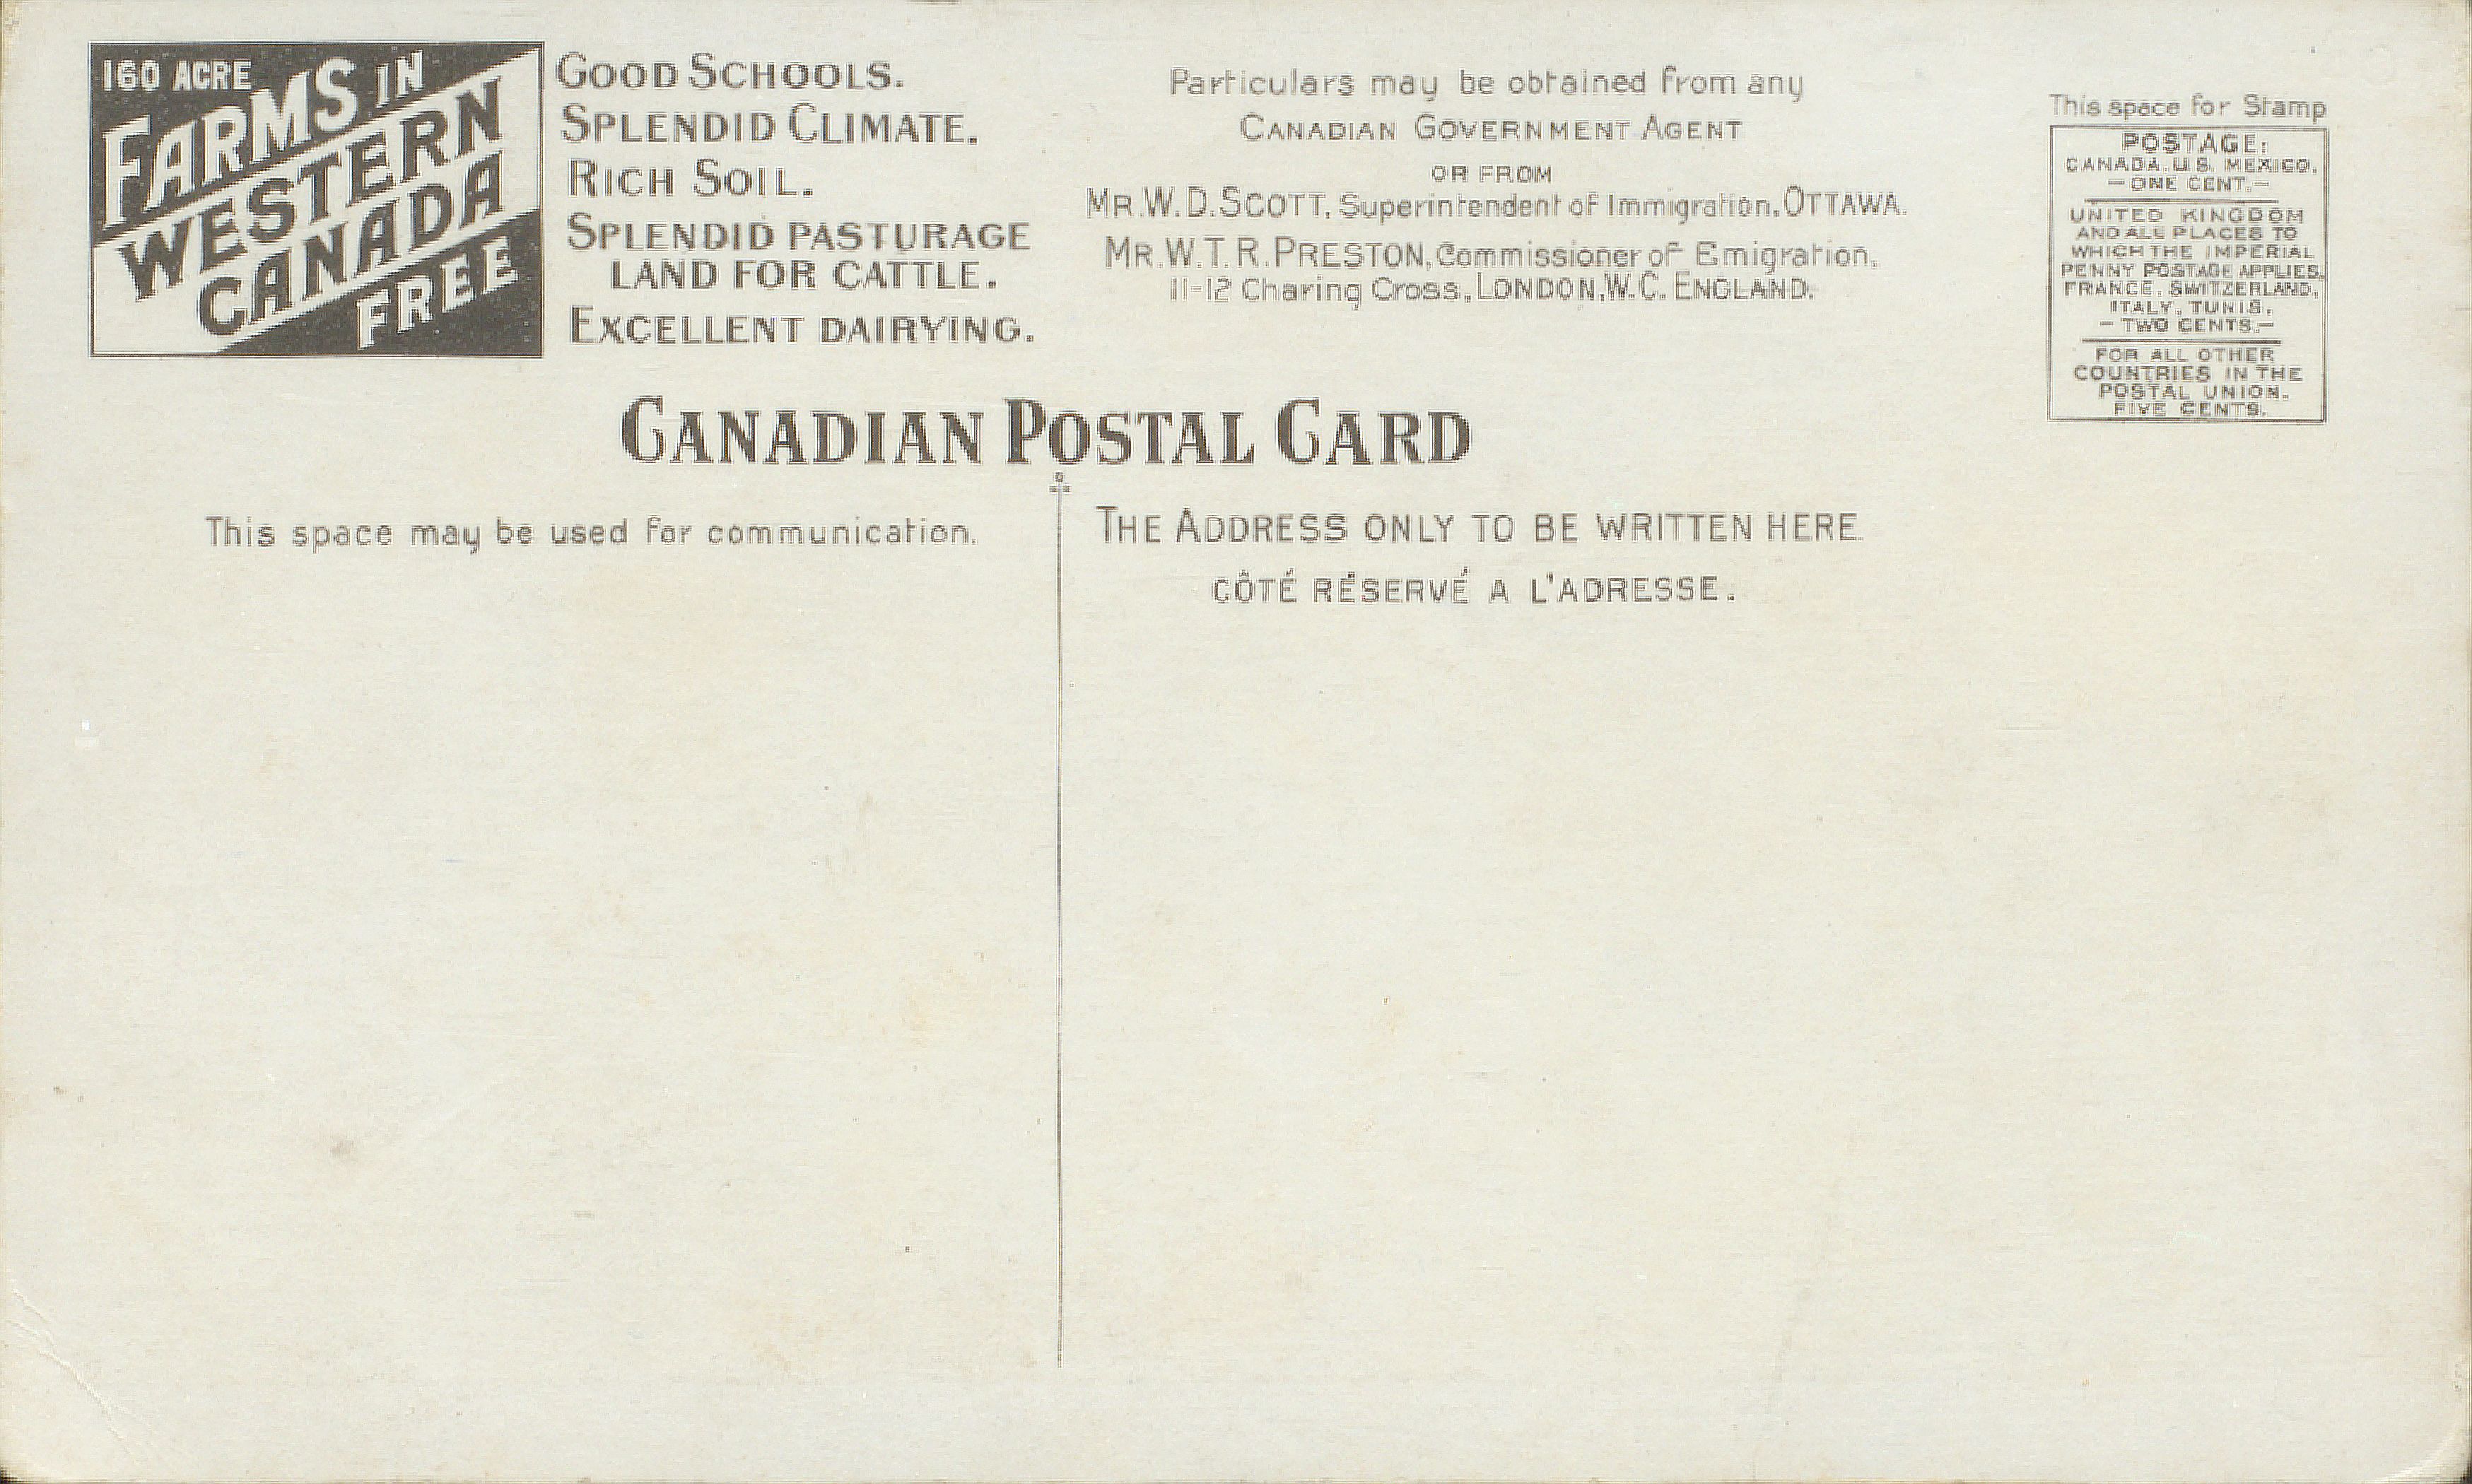 160 ACRE
FARMS IN
WESTERN
CANADA
FREE
GOOD SCHOOLS.
SPLENDID CLIMATE.
RICH SOIL.
SPLENDID PASTURAGE
LAND FOR CATTLE.
EXCELLENT DAIRYING.
Particulars may be obtained from any
CANADIAN GOVERNMENT AGENT
OR FROM
MR. W. D. SCOTT, Superintendent of Immigration, OTTAWA.
MR. W. T. R. PRESTON, Commissioner of Emigration,
11-12 Charing Cross, LONDON, W. C. ENGLAND.
This space for Stamp
POSTAGE:
CANADA, U.S. MEXICO,
- ONE CENT. -
UNITED KINGDOM
AND ALL PLACES TO
WHICH THE IMPERIAL
PENNY POSTAGE APPLIES,
FRANCE, SWITZERLAND,
ITALY, TUNIS,
- TWO CENTS. -
FOR ALL OTHER
COUNTRIES IN THE
POSTAL UNION,
FIVE CENTS.
CANADIAN POSTAL CARD
This space may be used for communication.
THE ADDRESS ONLY TO BE WRITTEN HERE.
CÔTÉ RÉSERVÉ A L'ADRESSE.